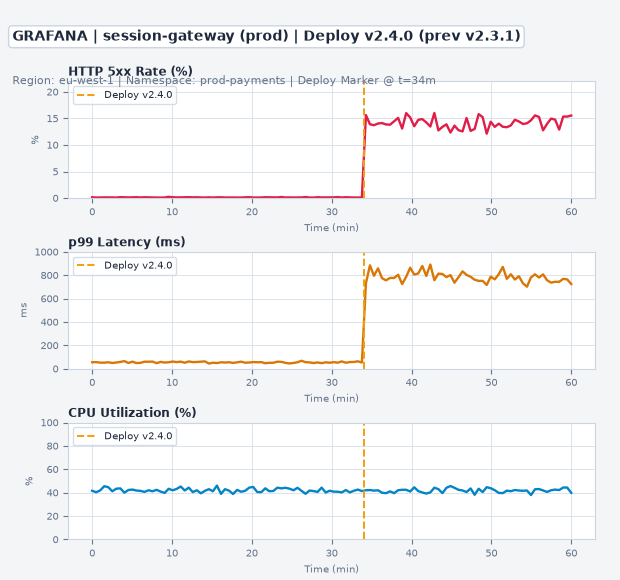 GRAFANA | session-gateway (prod) | Deploy v2.4.0 (prev v2.3.1)
HTTP 5xx Rate (%)
Region: eu-west-1 | Namespace: prod-payments | Deploy Marker @ t=34m
Deploy v2.4.0
20
15
10
5
0
%
0 10 20 30 40 50 60
Time (min)
p99 Latency (ms)
Deploy v2.4.0
1000
800
600
400
200
0
ms
0 10 20 30 40 50 60
Time (min)
CPU Utilization (%)
Deploy v2.4.0
100
80
60
40
20
0
%
0 10 20 30 40 50 60
Time (min)